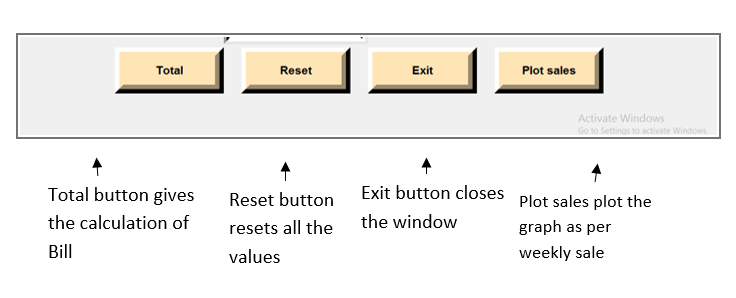 Total
Reset
Exit
Plot sales
Activate Windows
Go to Settings to activate Windows.
Total button gives
the calculation of
Bill
Reset button
resets all the
values
Exit button closes
the window
Plot sales plot the
graph as per
weekly sale